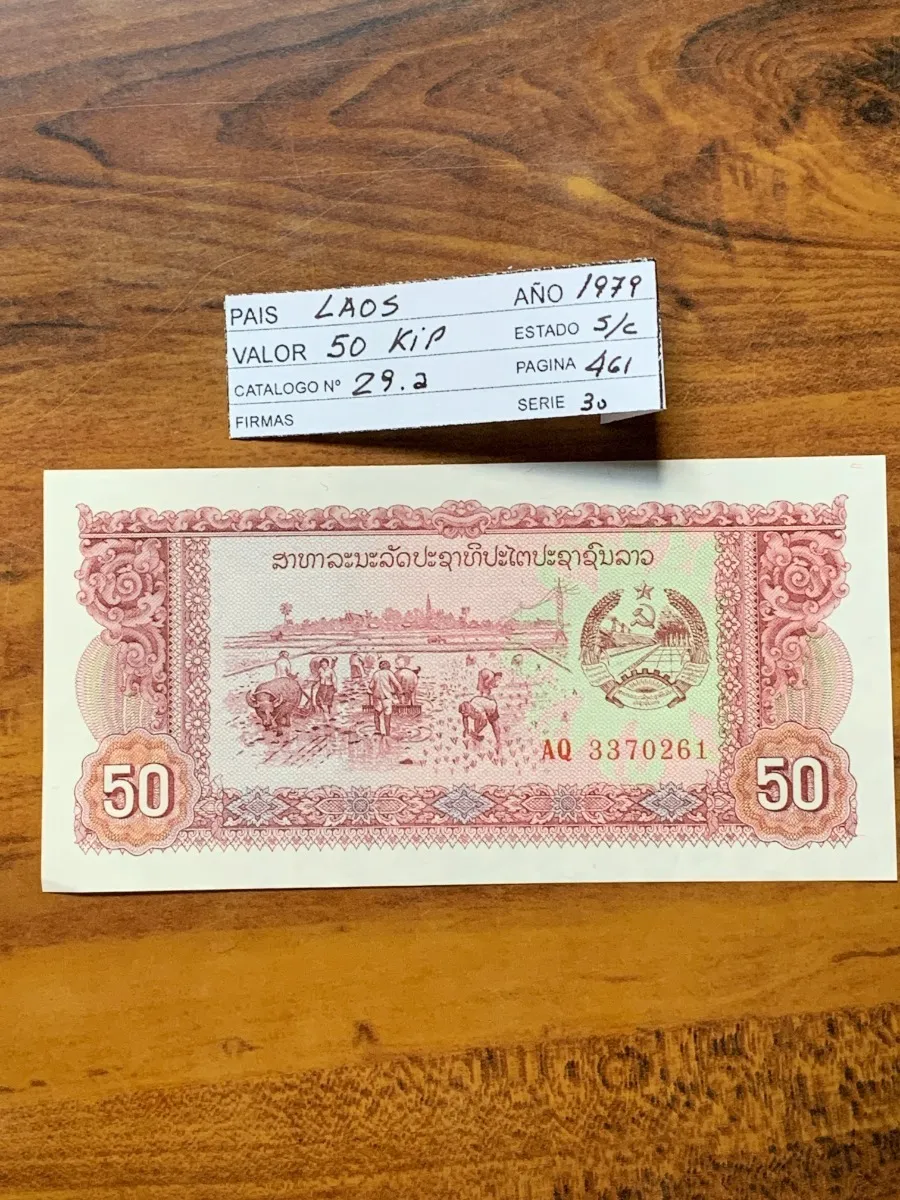 PAIS LAOS AÑO 1979
VALOR 50 KiP ESTADO S/C
CATALOGO Nº 29.a PAGINA 461
FIRMAS SERIE 30
ສາທາລະນະລັດປະຊາທິປະໄຕປະຊາຊົນລາວ
AQ 3370261
50 50